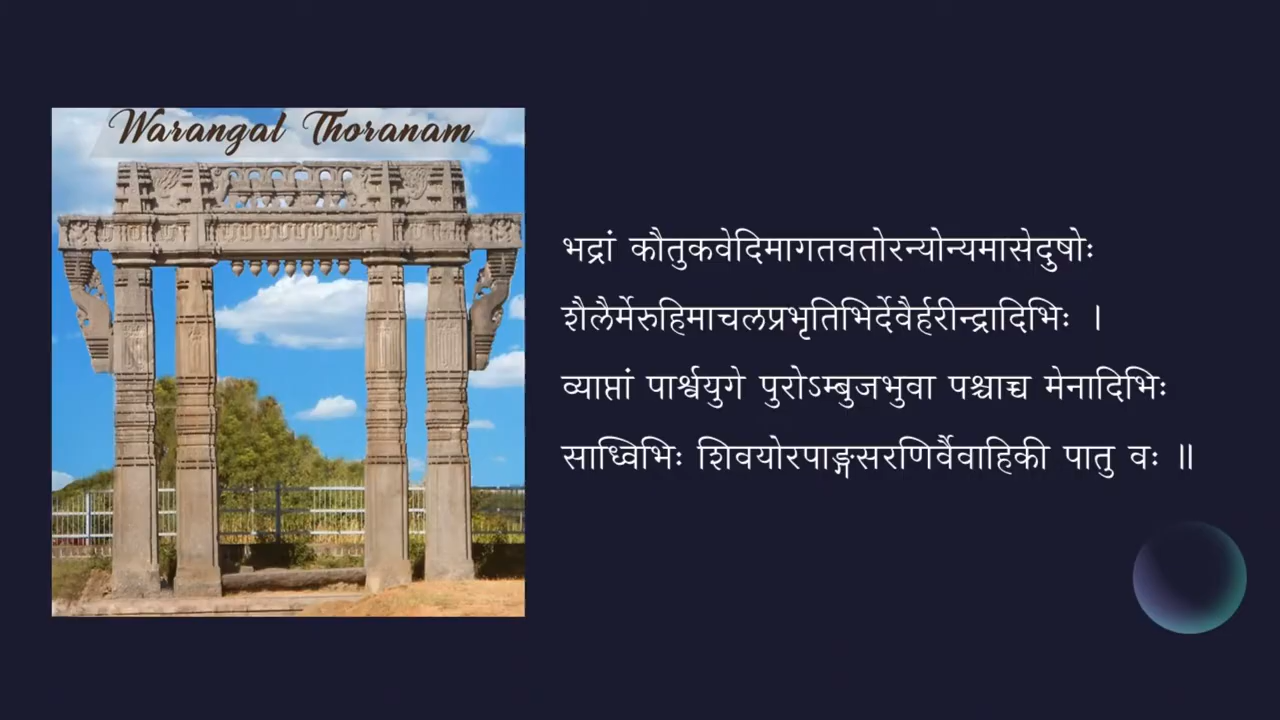 Warangal Thoranam
भद्रां कौतुकवेदिमागतवतोरन्योन्यमासेदुषोः
शैलैर्मेरुहिमाचलप्रभृतिभिर्देवैर्हरीन्द्रादिभिः ।
व्याप्तां पार्श्वयुगे पुरोऽम्बुजभुवा पश्चाच्च मेनादिभिः
साध्विभिः शिवयोरपाङ्गसरणिर्वैवाहिकी पातु वः ॥